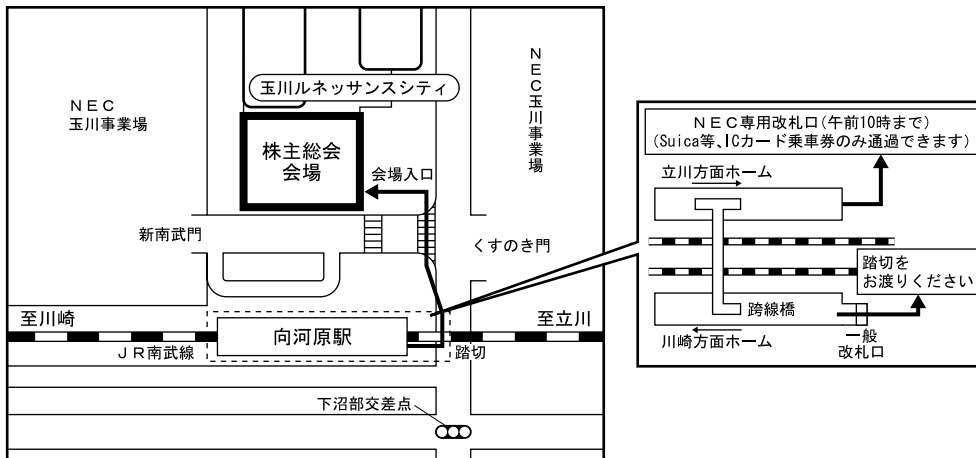 NEC
玉川事業場
玉川ルネッサンスシティ
NEC玉川事業場
株主総会
会場
会場入口
新南武門
くすのき門
至川崎
至立川
向河原駅
JR南武線
踏切
下沼部交差点
NEC専用改札口(午前10時まで)
(Suica等、ICカード乗車券のみ通過できます)
立川方面ホーム
踏切を
お渡りください
跨線橋
川崎方面ホーム
一般
改札口